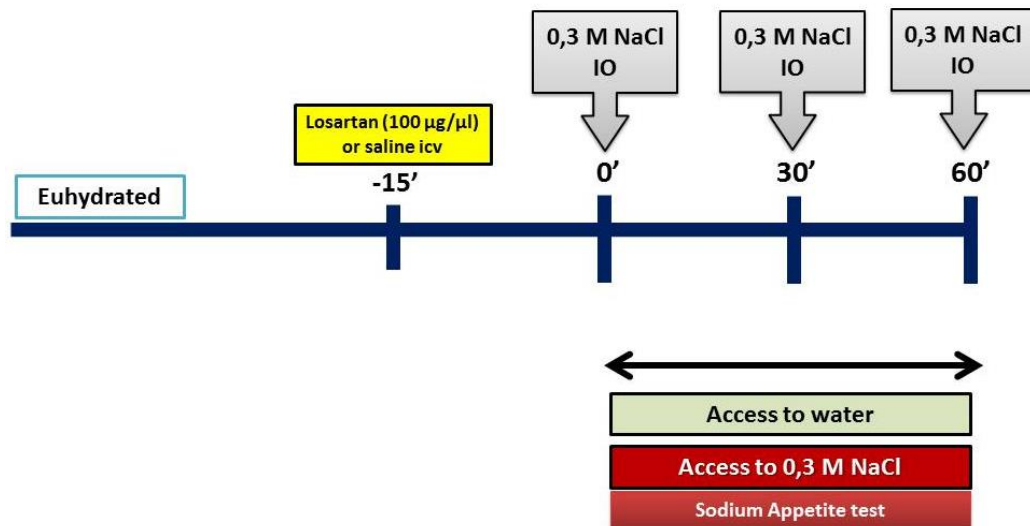 0,3 M NaCl
IO
0,3 M NaCl
IO
0,3 M NaCl
IO
Losartan (100 µg/µl)
or saline icv
-15’
0’
30’
60’
Euhydrated
Access to water
Access to 0,3 M NaCl
Sodium Appetite test